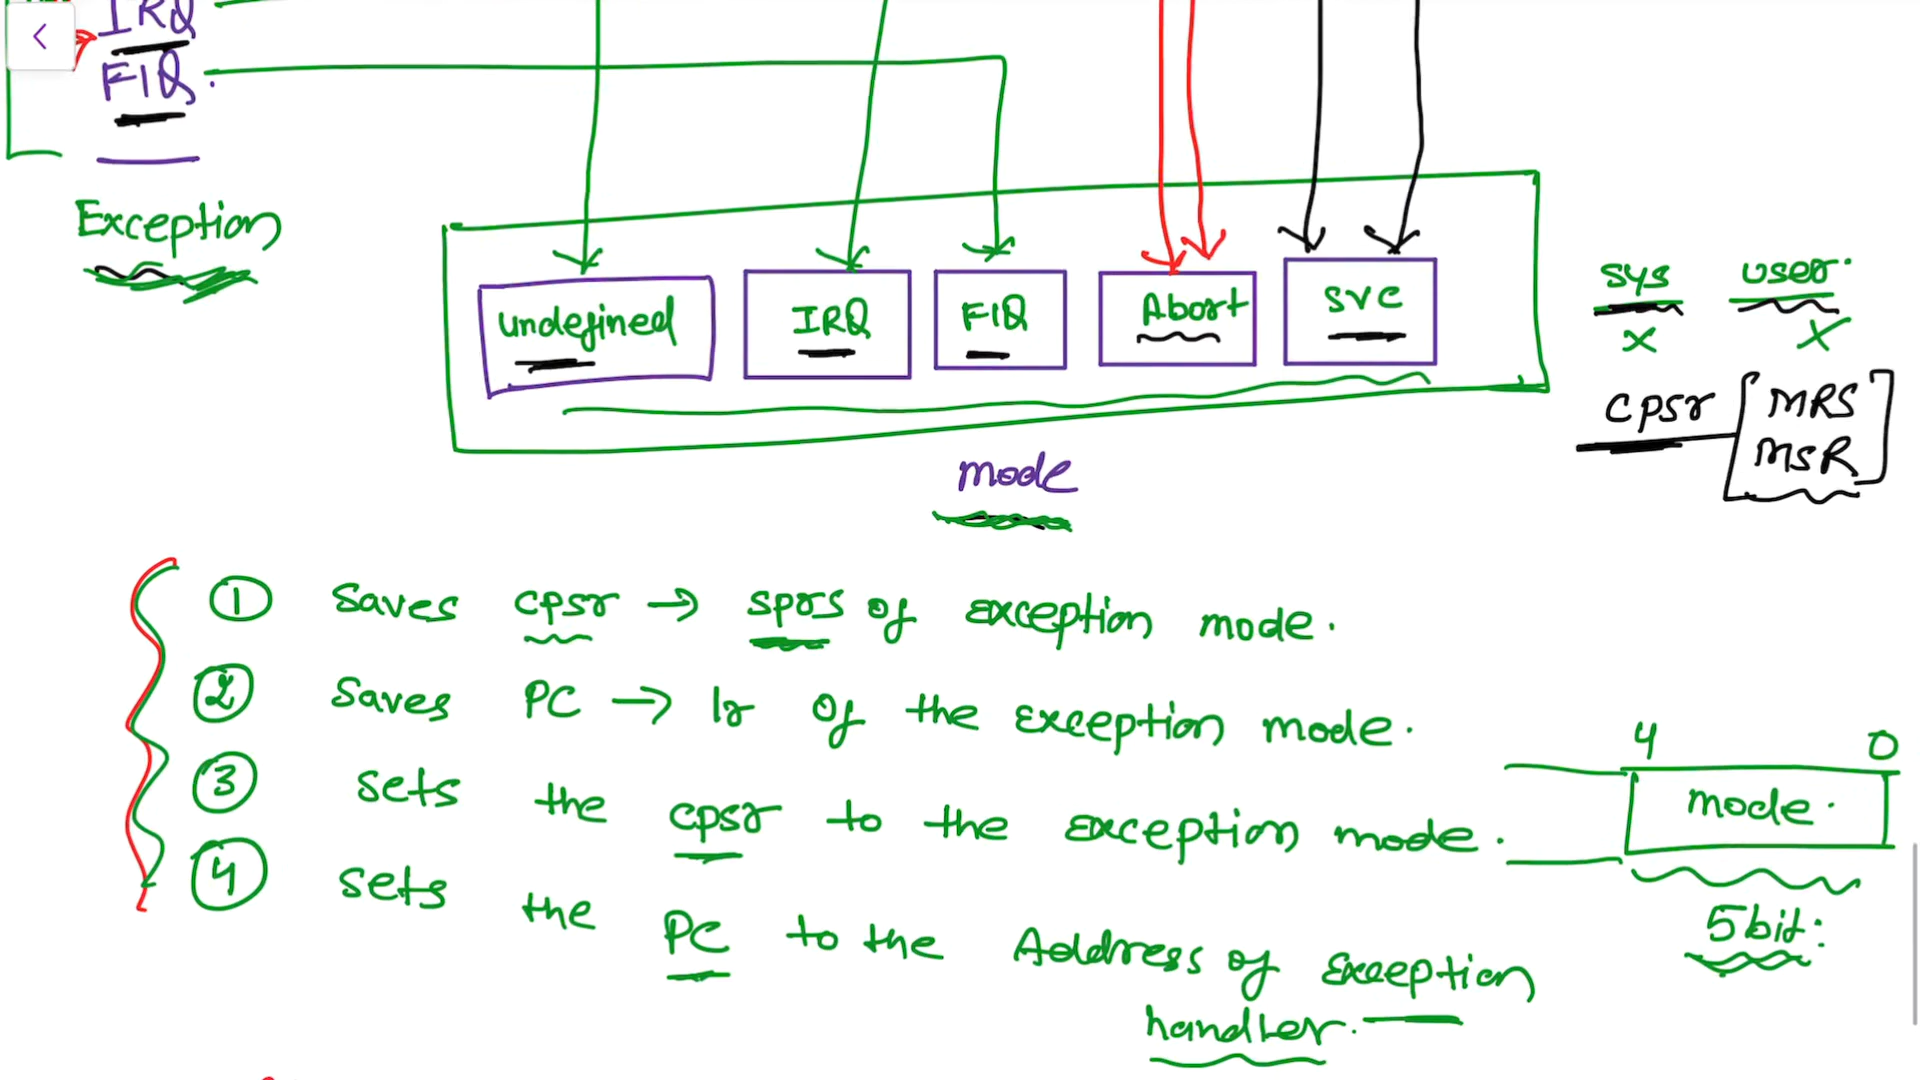 IRQ
FIQ
Exception
undefined
IRQ
FIQ
Abort
svc
sys user
x x
cpsr [MRS
MSR]
mode
① Saves cpsr → sprs of exception mode.
② Saves PC → lr of the exception mode.
③ sets the cpsr to the exception mode.
④ sets the PC to the Address of exception
handler.
4 0
mode
5bit: